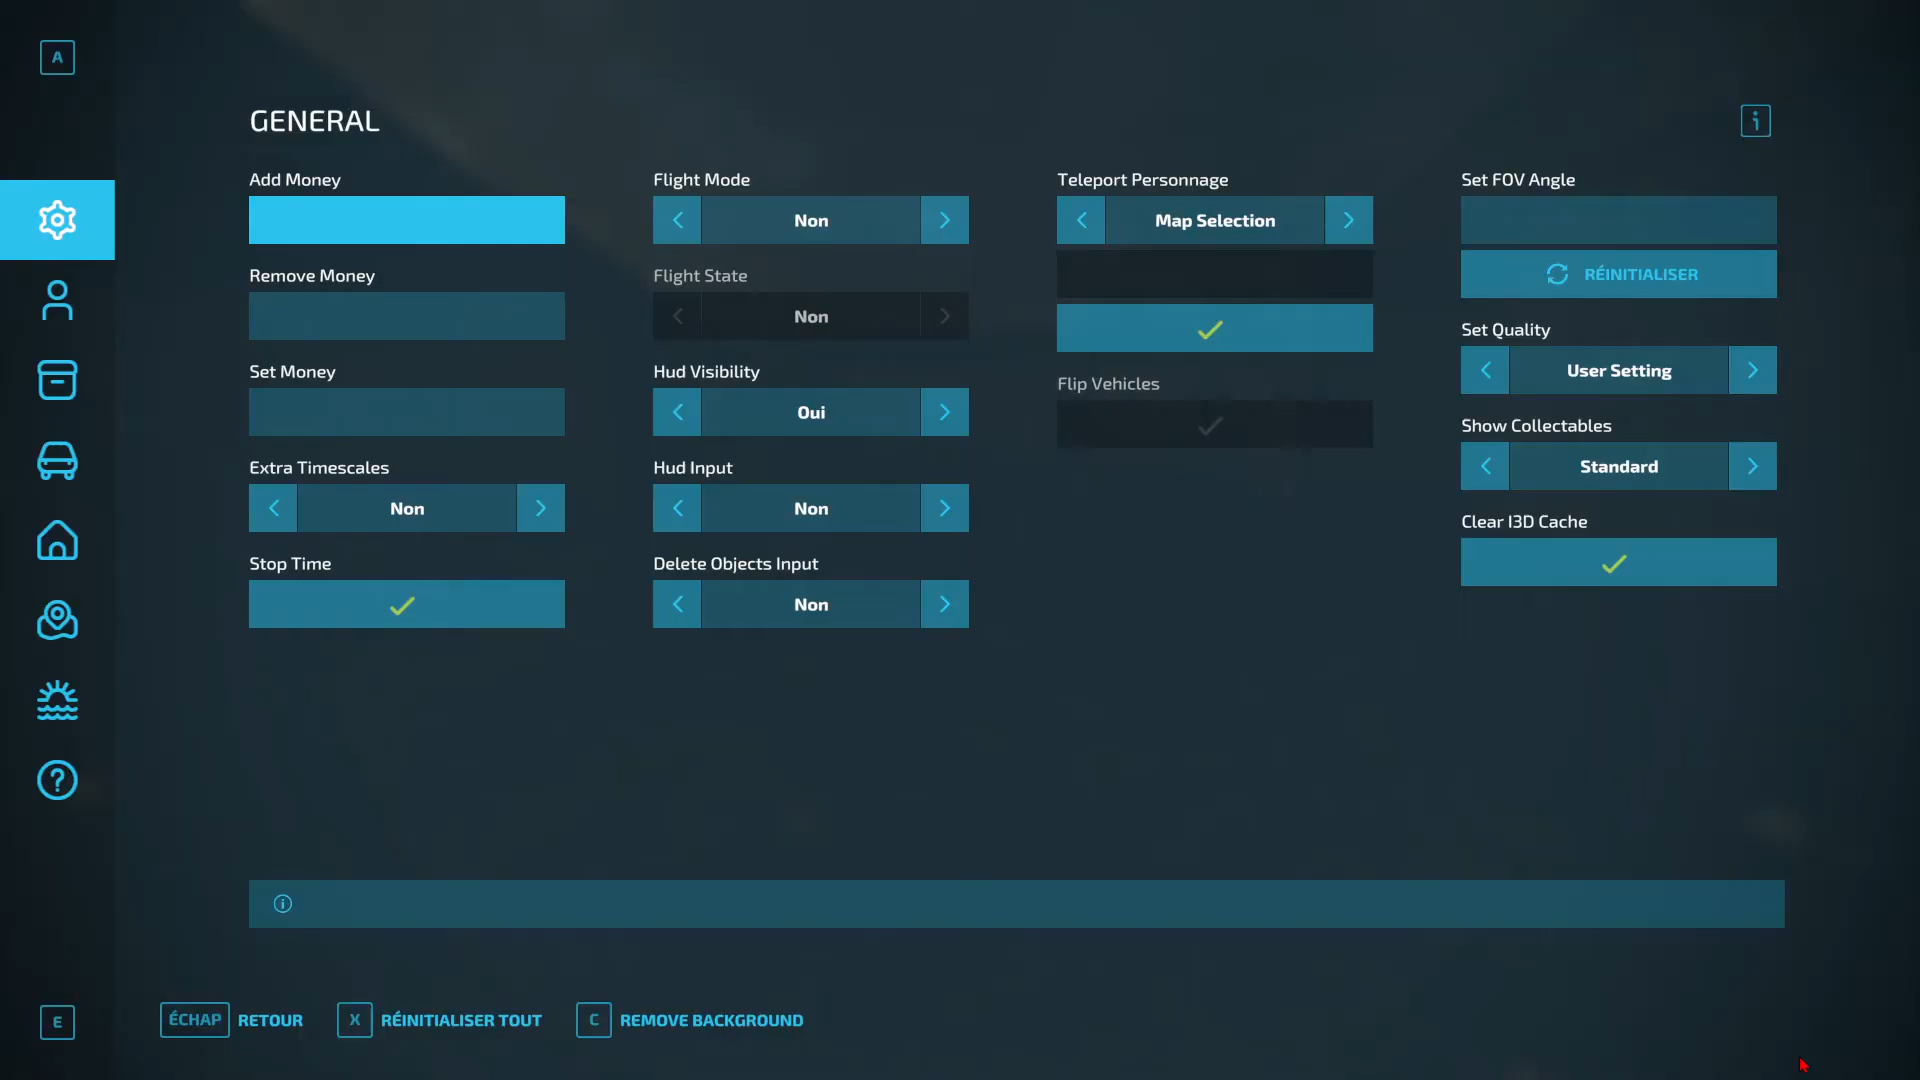 A
GENERAL
Add Money
Remove Money
Set Money
Extra Timescales
Non
Stop Time
Flight Mode
Non
Flight State
Non
Hud Visibility
Oui
Hud Input
Non
Delete Objects Input
Non
Teleport Personnage
Map Selection
Flip Vehicles
Set FOV Angle
RÉINITIALISER
Set Quality
User Setting
Show Collectables
Standard
Clear I3D Cache
E
ÉCHAP RETOUR X RÉINITIALISER TOUT C REMOVE BACKGROUND